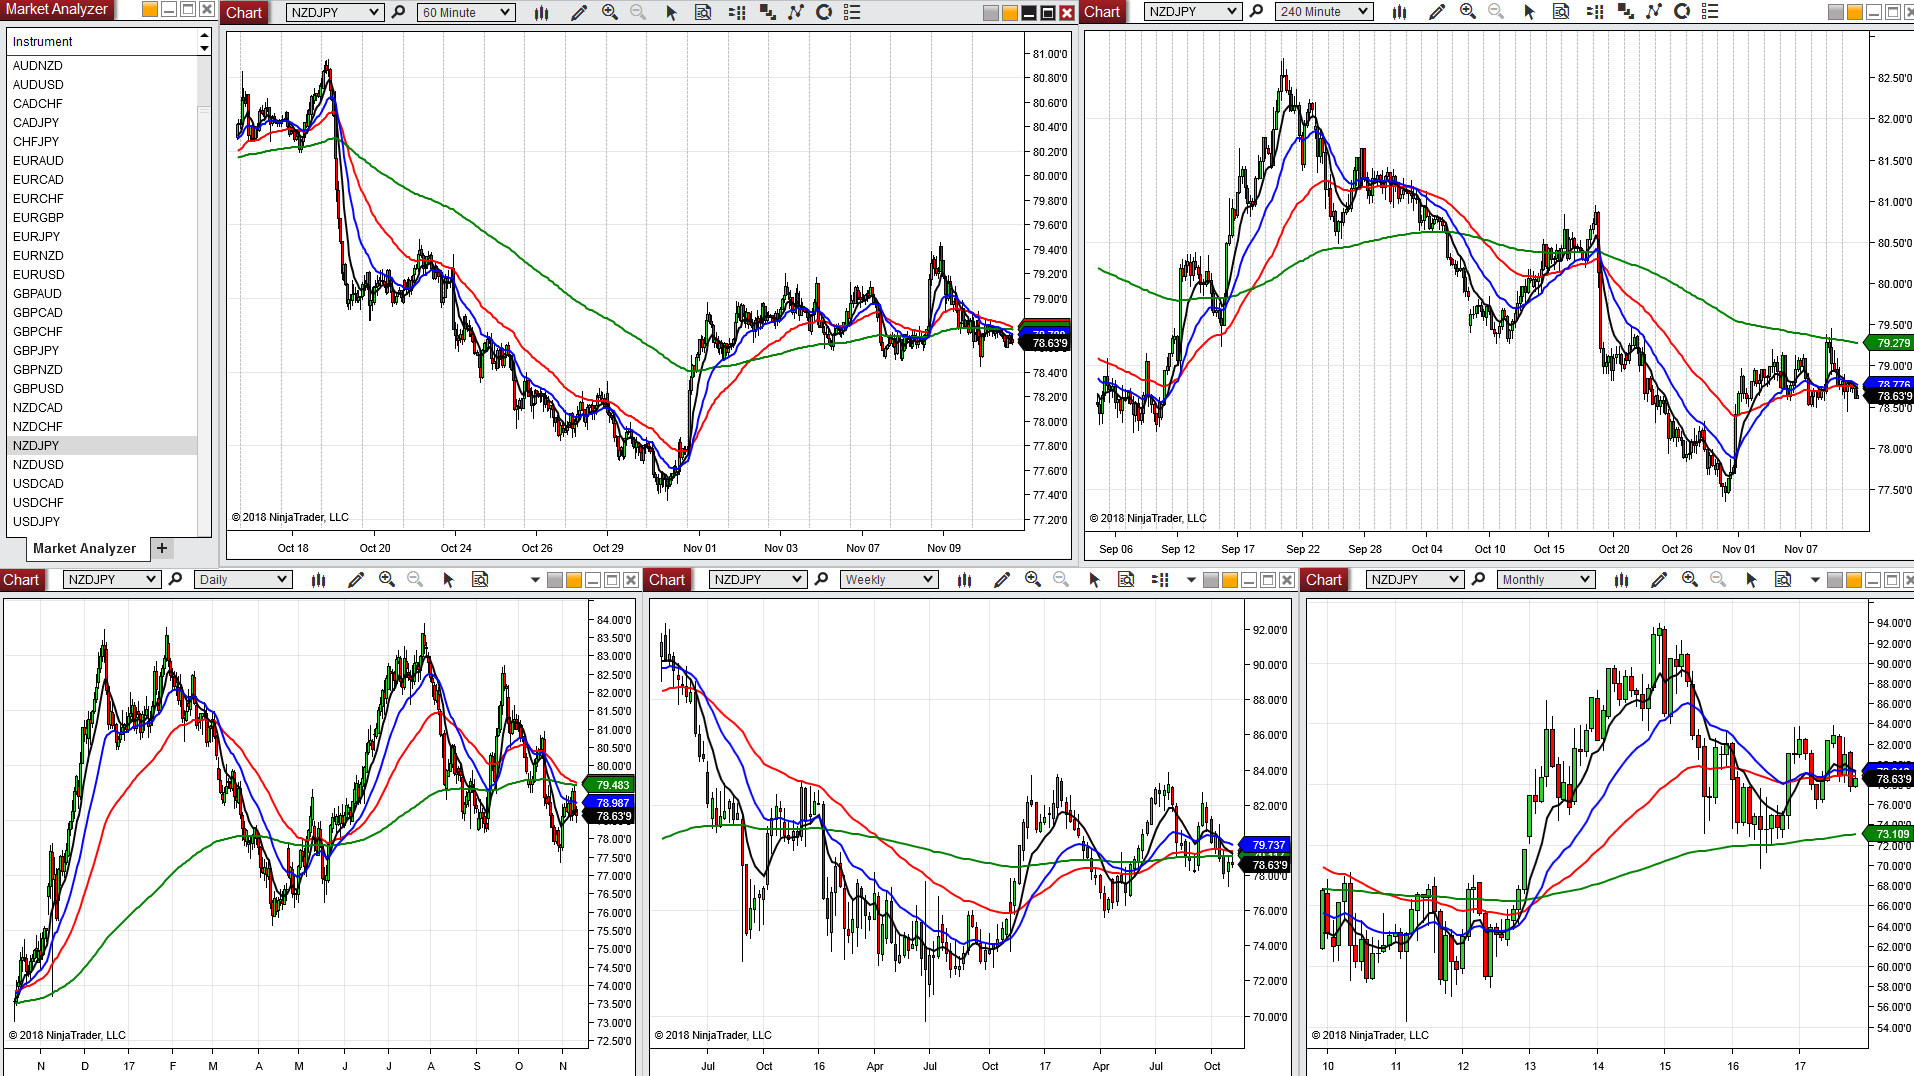 Market Analyzer
Instrument
AUDNZD
AUDUSD
CADCHF
CADJPY
CHFJPY
EURAUD
EURCAD
EURCHF
EURGBP
EURJPY
EURNZD
EURUSD
GBPAUD
GBPCAD
GBPCHF
GBPJPY
GBPNZD
GBPUSD
NZDCAD
NZDCHF
NZDJPY
NZDUSD
USDCAD
USDCHF
USDJPY
Market Analyzer +
Chart NZDJPY 60 Minute
81.00'0
80.80'0
80.60'0
80.40'0
80.20'0
80.00'0
79.80'0
79.60'0
79.40'0
79.20'0
79.00'0
78.63'9
78.40'0
78.20'0
78.00'0
77.80'0
77.60'0
77.40'0
77.20'0
© 2018 NinjaTrader, LLC
Oct 18 Oct 20 Oct 24 Oct 26 Oct 29 Nov 01 Nov 03 Nov 07 Nov 09
Chart NZDJPY 240 Minute
82.50'0
82.00'0
81.50'0
81.00'0
80.50'0
80.00'0
79.50'0
79.279
79.00'0
78.776
78.63'9
78.50'0
78.00'0
77.50'0
© 2018 NinjaTrader, LLC
Sep 06 Sep 12 Sep 17 Sep 22 Sep 28 Oct 04 Oct 10 Oct 15 Oct 20 Oct 26 Nov 01 Nov 07
Chart NZDJPY Daily
84.00'0
83.50'0
83.00'0
82.50'0
82.00'0
81.50'0
81.00'0
80.50'0
80.00'0
79.483
78.987
78.63'9
78.00'0
77.50'0
77.00'0
76.50'0
76.00'0
75.50'0
75.00'0
74.50'0
74.00'0
73.50'0
73.00'0
72.50'0
© 2018 NinjaTrader, LLC
N D 17 F M A M J J A S O N
Chart NZDJPY Weekly
92.00'0
90.00'0
88.00'0
86.00'0
84.00'0
82.00'0
79.737
78.63'9
78.00'0
76.00'0
74.00'0
72.00'0
70.00'0
© 2018 NinjaTrader, LLC
Jul Oct 16 Apr Jul Oct 17 Apr Jul Oct
Chart NZDJPY Monthly
94.00'0
92.00'0
90.00'0
88.00'0
86.00'0
84.00'0
82.00'0
78.63'9
76.00'0
74.00'0
73.109
72.00'0
70.00'0
68.00'0
66.00'0
64.00'0
62.00'0
60.00'0
58.00'0
56.00'0
54.00'0
© 2018 NinjaTrader, LLC
10 11 12 13 14 15 16 17